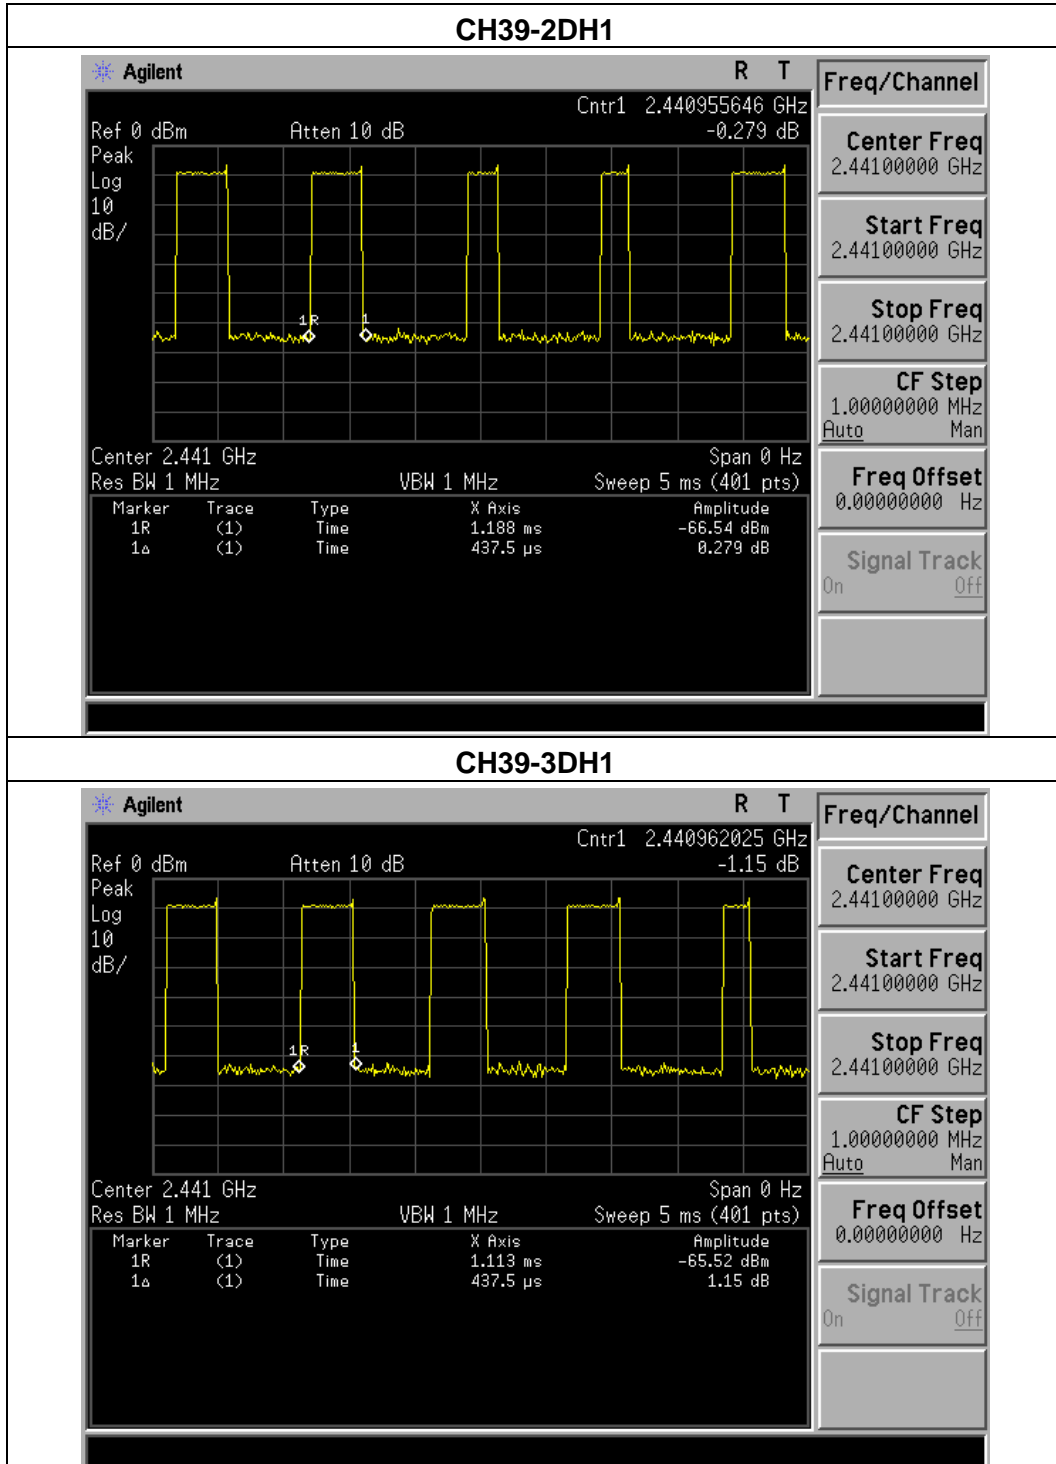 CH39-2DH1
Agilent R T
Freq/Channel
Cntr1 2.440955646 GHz
Ref 0 dBm Atten 10 dB -0.279 dB
Peak
Log
10
dB/
1R 1
Center 2.441 GHz Span 0 Hz
Res BW 1 MHz VBW 1 MHz Sweep 5 ms (401 pts)
Marker Trace Type X Axis Amplitude
1R (1) Time 1.188 ms -66.54 dBm
1Δ (1) Time 437.5 µs 0.279 dB
Center Freq
2.44100000 GHz
Start Freq
2.44100000 GHz
Stop Freq
2.44100000 GHz
CF Step
1.00000000 MHz
Auto Man
Freq Offset
0.00000000 Hz
Signal Track
On Off
CH39-3DH1
Agilent R T
Freq/Channel
Cntr1 2.440962025 GHz
Ref 0 dBm Atten 10 dB -1.15 dB
Peak
Log
10
dB/
1R 1
Center 2.441 GHz Span 0 Hz
Res BW 1 MHz VBW 1 MHz Sweep 5 ms (401 pts)
Marker Trace Type X Axis Amplitude
1R (1) Time 1.113 ms -65.52 dBm
1Δ (1) Time 437.5 µs 1.15 dB
Center Freq
2.44100000 GHz
Start Freq
2.44100000 GHz
Stop Freq
2.44100000 GHz
CF Step
1.00000000 MHz
Auto Man
Freq Offset
0.00000000 Hz
Signal Track
On Off